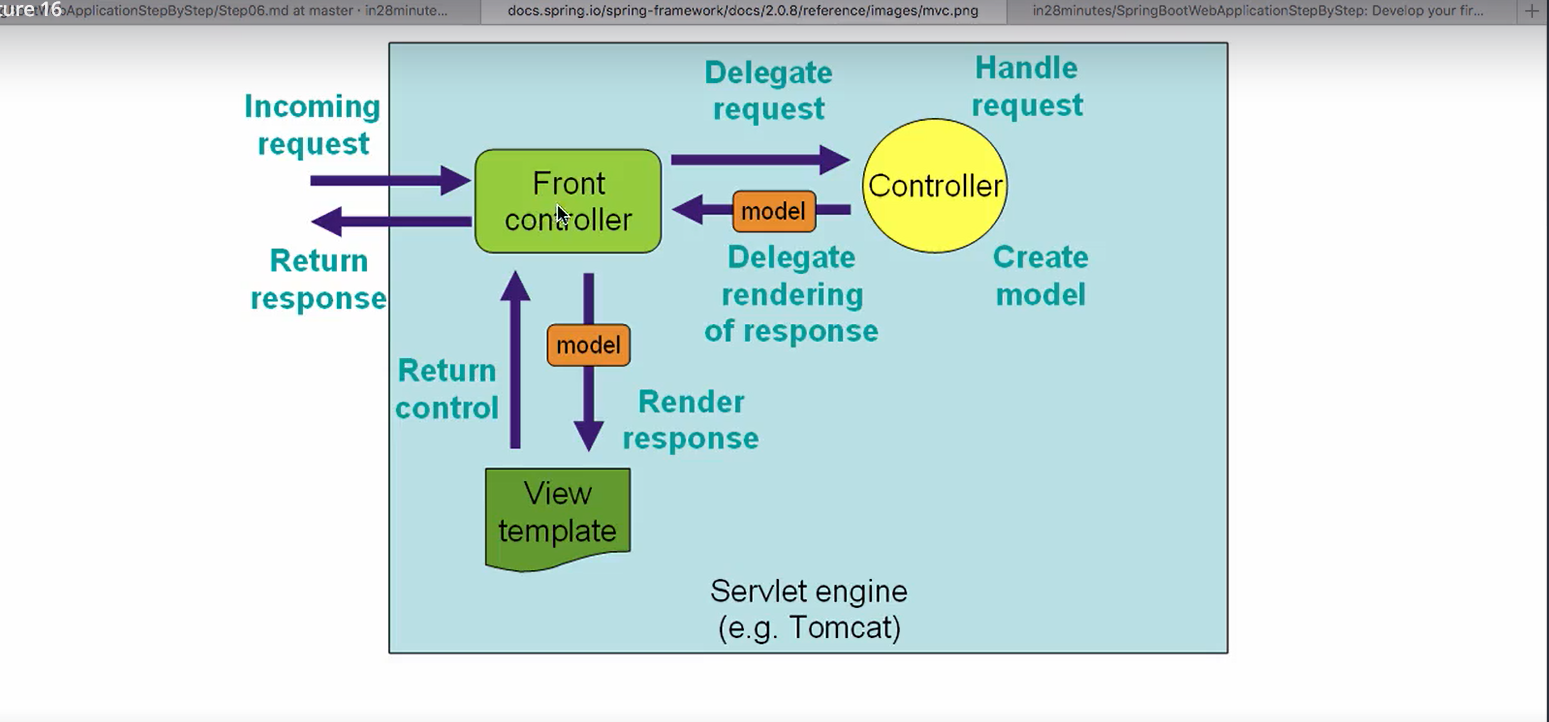 ure 16
ApplicationStepByStep/Step06.md at master · in28minute...
docs.spring.io/spring-framework/docs/2.0.8/reference/images/mvc.png
in28minutes/SpringBootWebApplicationStepByStep: Develop your fir...
Incoming
request
Return
response
Front
controller
Delegate
request
Handle
request
Controller
model
Delegate
rendering
of response
Create
model
Return
control
model
Render
response
View
template
Servlet engine
(e.g. Tomcat)